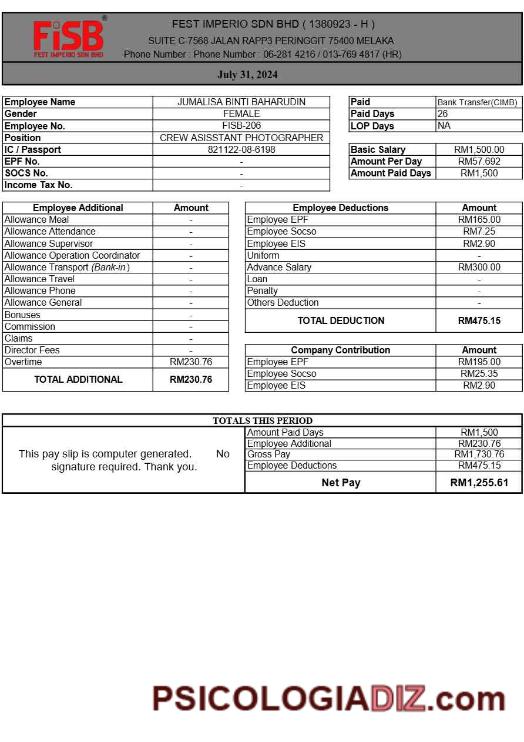 FiSB®
FEST IMPERIO SDN BHD
FEST IMPERIO SDN BHD ( 1380923 - H )
SUITE C-7568 JALAN RAPP3 PERINGGIT 75400 MELAKA
Phone Number : Phone Number : 06-281 4216 / 013-769 4817 (HR)
July 31, 2024
Employee Name JUMALISA BINTI BAHARUDIN
Gender FEMALE
Employee No. FISB-206
Position CREW ASISSTANT PHOTOGRAPHER
IC / Passport 821122-08-6198
EPF No. -
SOCS No. -
Income Tax No. -
Paid Bank Transfer(CIMB)
Paid Days 26
LOP Days NA
Basic Salary RM1,500.00
Amount Per Day RM57.692
Amount Paid Days RM1,500
Employee Additional Amount
Allowance Meal -
Allowance Attendance -
Allowance Supervisor -
Allowance Operation Coordinator -
Allowance Transport (Bank-in) -
Allowance Travel -
Allowance Phone -
Allowance General -
Bonuses -
Commission -
Claims -
Director Fees -
Overtime RM230.76
TOTAL ADDITIONAL RM230.76
Employee Deductions Amount
Employee EPF RM165.00
Employee Socso RM7.25
Employee EIS RM2.90
Uniform -
Advance Salary RM300.00
Loan -
Penalty -
Others Deduction -
TOTAL DEDUCTION RM475.15
Company Contribution Amount
Employee EPF RM195.00
Employee Socso RM25.35
Employee EIS RM2.90
TOTALS THIS PERIOD
This pay slip is computer generated. No
signature required. Thank you.
Amount Paid Days RM1,500
Employee Additional RM230.76
Gross Pay RM1,730.76
Employee Deductions RM475.15
Net Pay RM1,255.61
PSICOLOGIADIZ.com